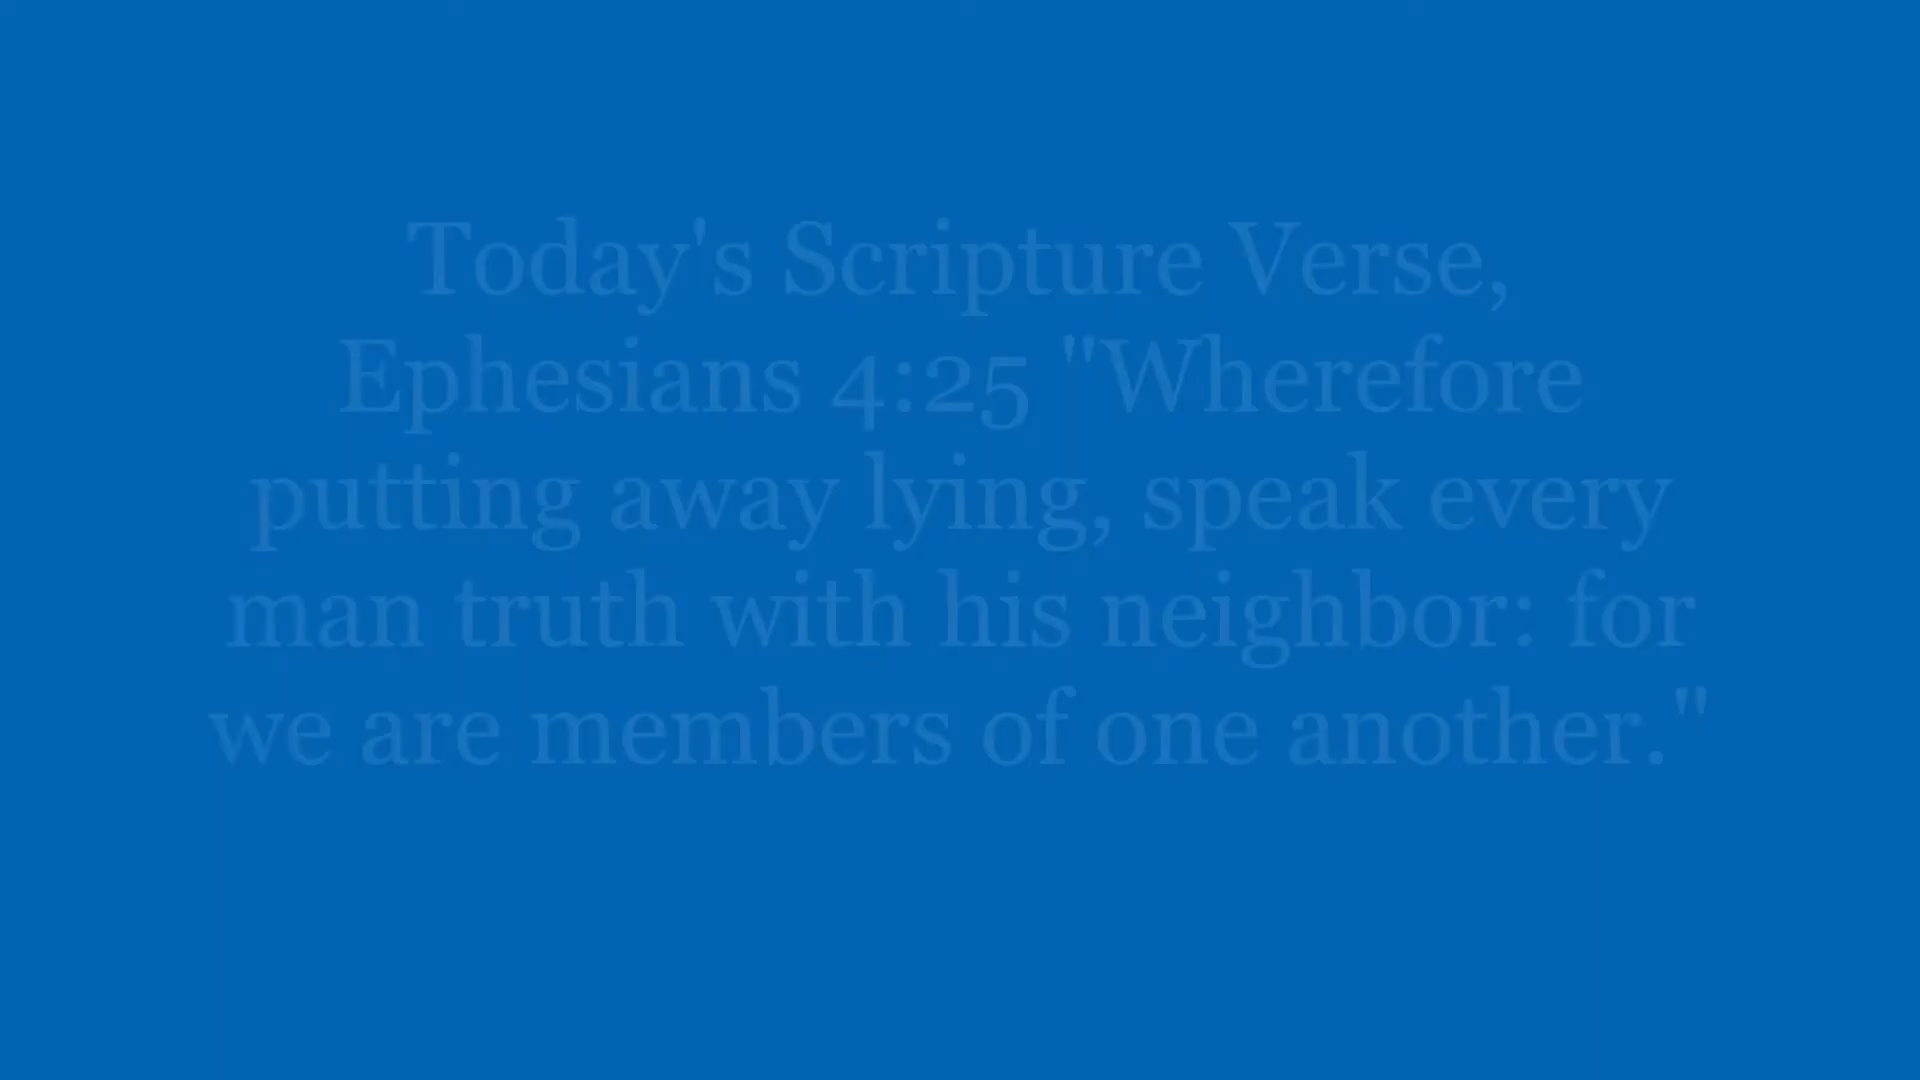 Today's Scripture Verse,
Ephesians 4:25 "Wherefore
putting away lying, speak every
man truth with his neighbor: for
we are members of one another."